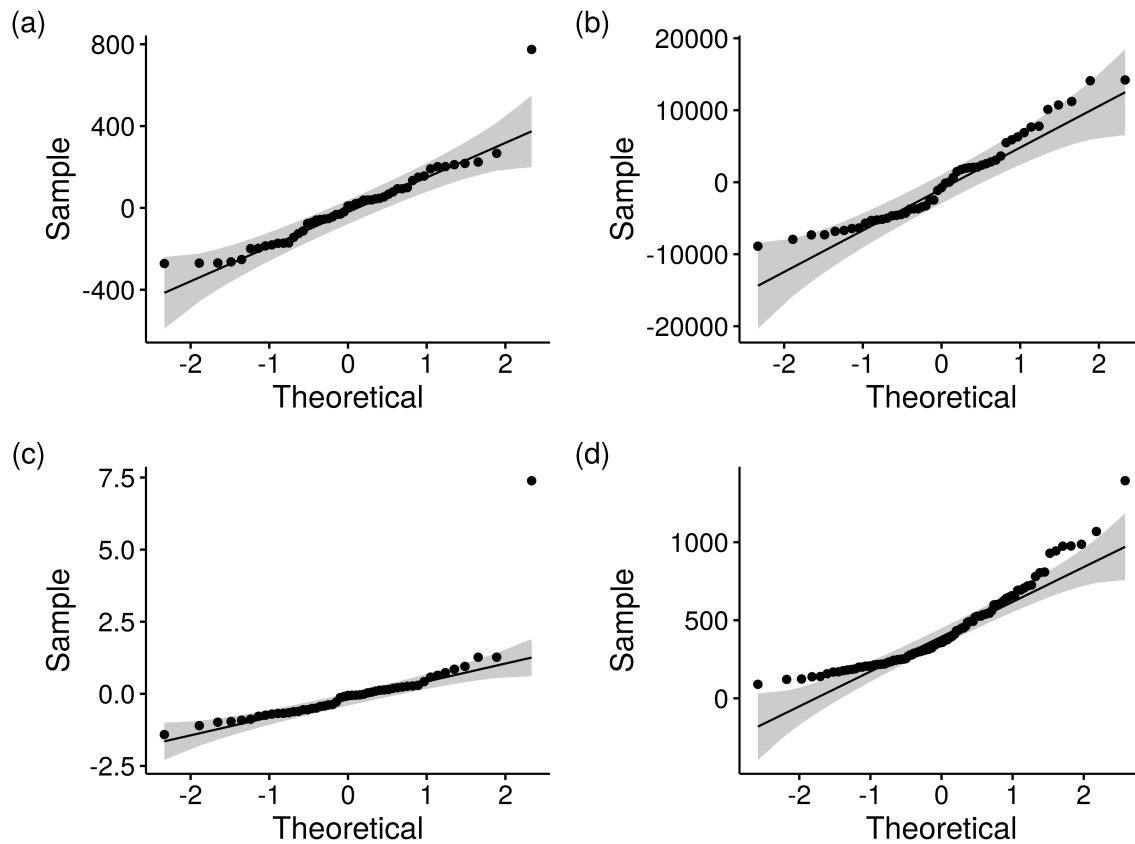 (a)
800
400
0
-400
Sample
-2 -1 0 1 2
Theoretical
(b)
20000
10000
0
-10000
-20000
Sample
-2 -1 0 1 2
Theoretical
(c)
7.5
5.0
2.5
0.0
-2.5
Sample
-2 -1 0 1 2
Theoretical
(d)
1000
500
0
Sample
-2 -1 0 1 2
Theoretical